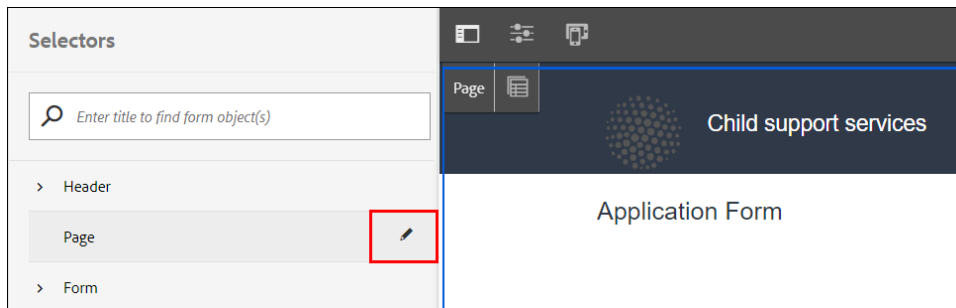 Selectors
Enter title to find form object(s)
Header
Page
Form
Page
Child support services
Application Form